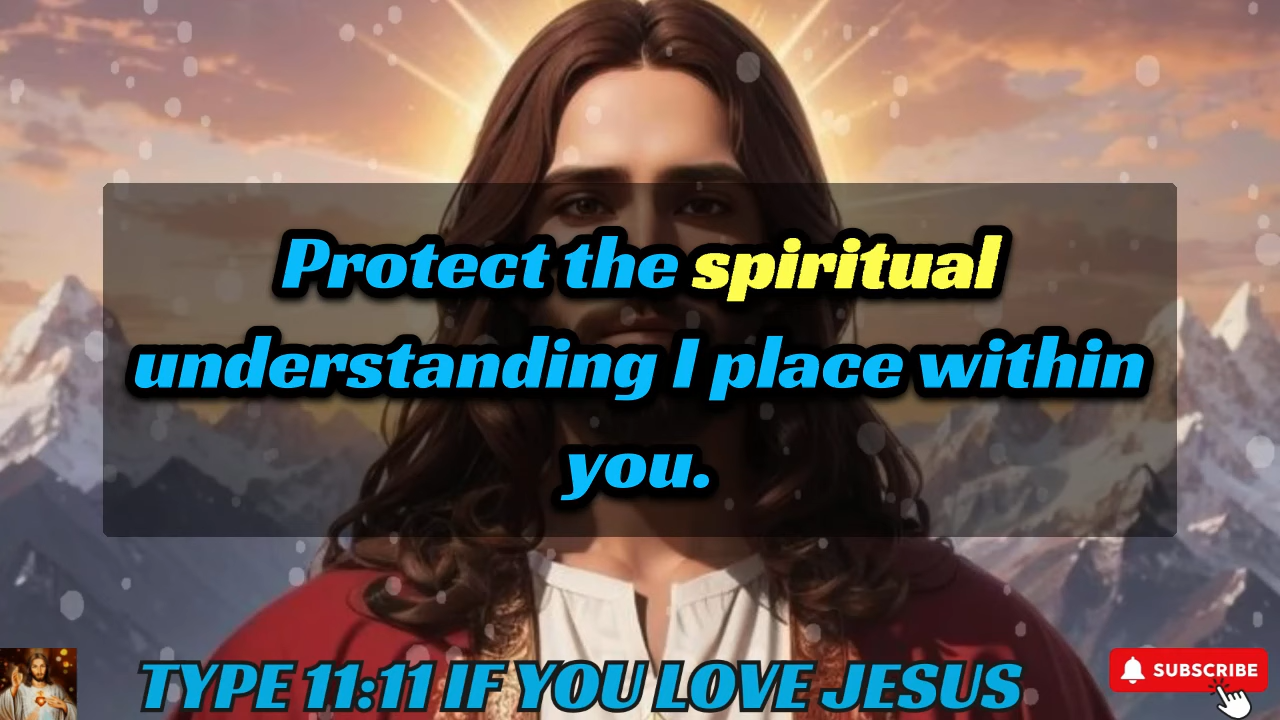 Protect the spiritual
understanding I place within
you.
TYPE 11:11 IF YOU LOVE JESUS
SUBSCRIBE